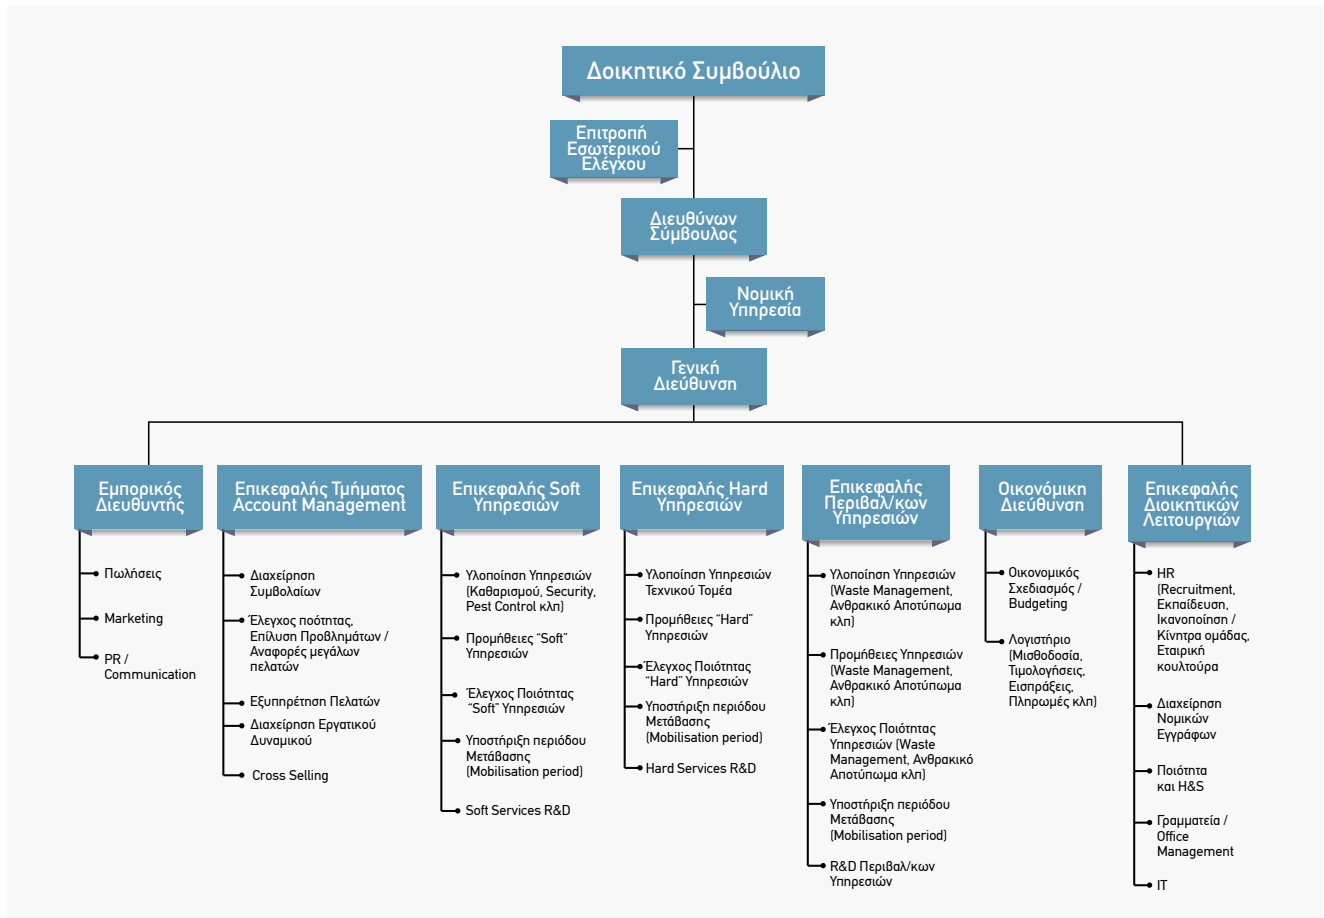 Δοικητικό Συμβούλιο
Επιτροπή
Εσωτερικού
Ελέγχου
Διευθύνων
Σύμβουλος
Νομική
Υπηρεσία
Γενική
Διεύθυνση
Εμπορικός
Διευθυντής
Πωλήσεις
Marketing
PR /
Communication
Επικεφαλής Τμήματος
Account Management
Διαχείρηση
Συμβολαίων
Έλεγχος ποότητας,
Επίλυση Προβλημάτων /
Αναφορές μεγάλων
πελατών
Εξυπηρέτηση Πελατών
Διαχείρηση Εργατικού
Δυναμικού
Cross Selling
Επικεφαλής Soft
Υπηρεσιών
Υλοποίηση Υπηρεσιών
(Καθαρισμού, Security,
Pest Control κλπ)
Προμήθειες “Soft”
Υπηρεσιών
Έλεγχος Ποιότητας
“Soft” Υπηρεσιών
Υποστήριξη περιόδου
Μετάβασης
(Mobilisation period)
Soft Services R&D
Επικεφαλής Hard
Υπηρεσιών
Υλοποίηση Υπηρεσιών
Τεχνικού Τομέα
Προμήθειες “Hard”
Υπηρεσιών
Έλεγχος Ποιότητας
“Hard” Υπηρεσιών
Υποστήριξη περιόδου
Μετάβασης
(Mobilisation period)
Hard Services R&D
Επικεφαλής
Περιβαλ/κων
Υπηρεσιών
Υλοποίηση Υπηρεσιών
(Waste Management,
Ανθρακικό Αποτύπωμα
κλπ)
Προμήθειες Υπηρεσιών
(Waste Management,
Ανθρακικό Αποτύπωμα
κλπ)
Έλεγχος Ποιότητας
Υπηρεσιών (Waste
Management, Ανθρακικό
Αποτύπωμα κλπ)
Υποστήριξη περιόδου
Μετάβασης
(Mobilisation period)
R&D Περιβαλ/κων
Υπηρεσιών
Οικονόμικη
Διεύθυνση
Οικονομικός
Σχεδιασμός /
Budgeting
Λογιστήριο
(Μισθοδοσία,
Τιμολογήσεις,
Εισπράξεις,
Πληρωμές κλπ)
Επικεφαλής
Διοικητικών
Λειτουργιών
HR
(Recruitment,
Εκπαίδευση,
Ικανοποίηση /
Κίνητρα ομάδας,
Εταιρική
κουλτούρα
Διαχείρηση
Νομικών
Εγγράφων
Ποιότητα
και H&S
Γραμματεία /
Office
Management
IT